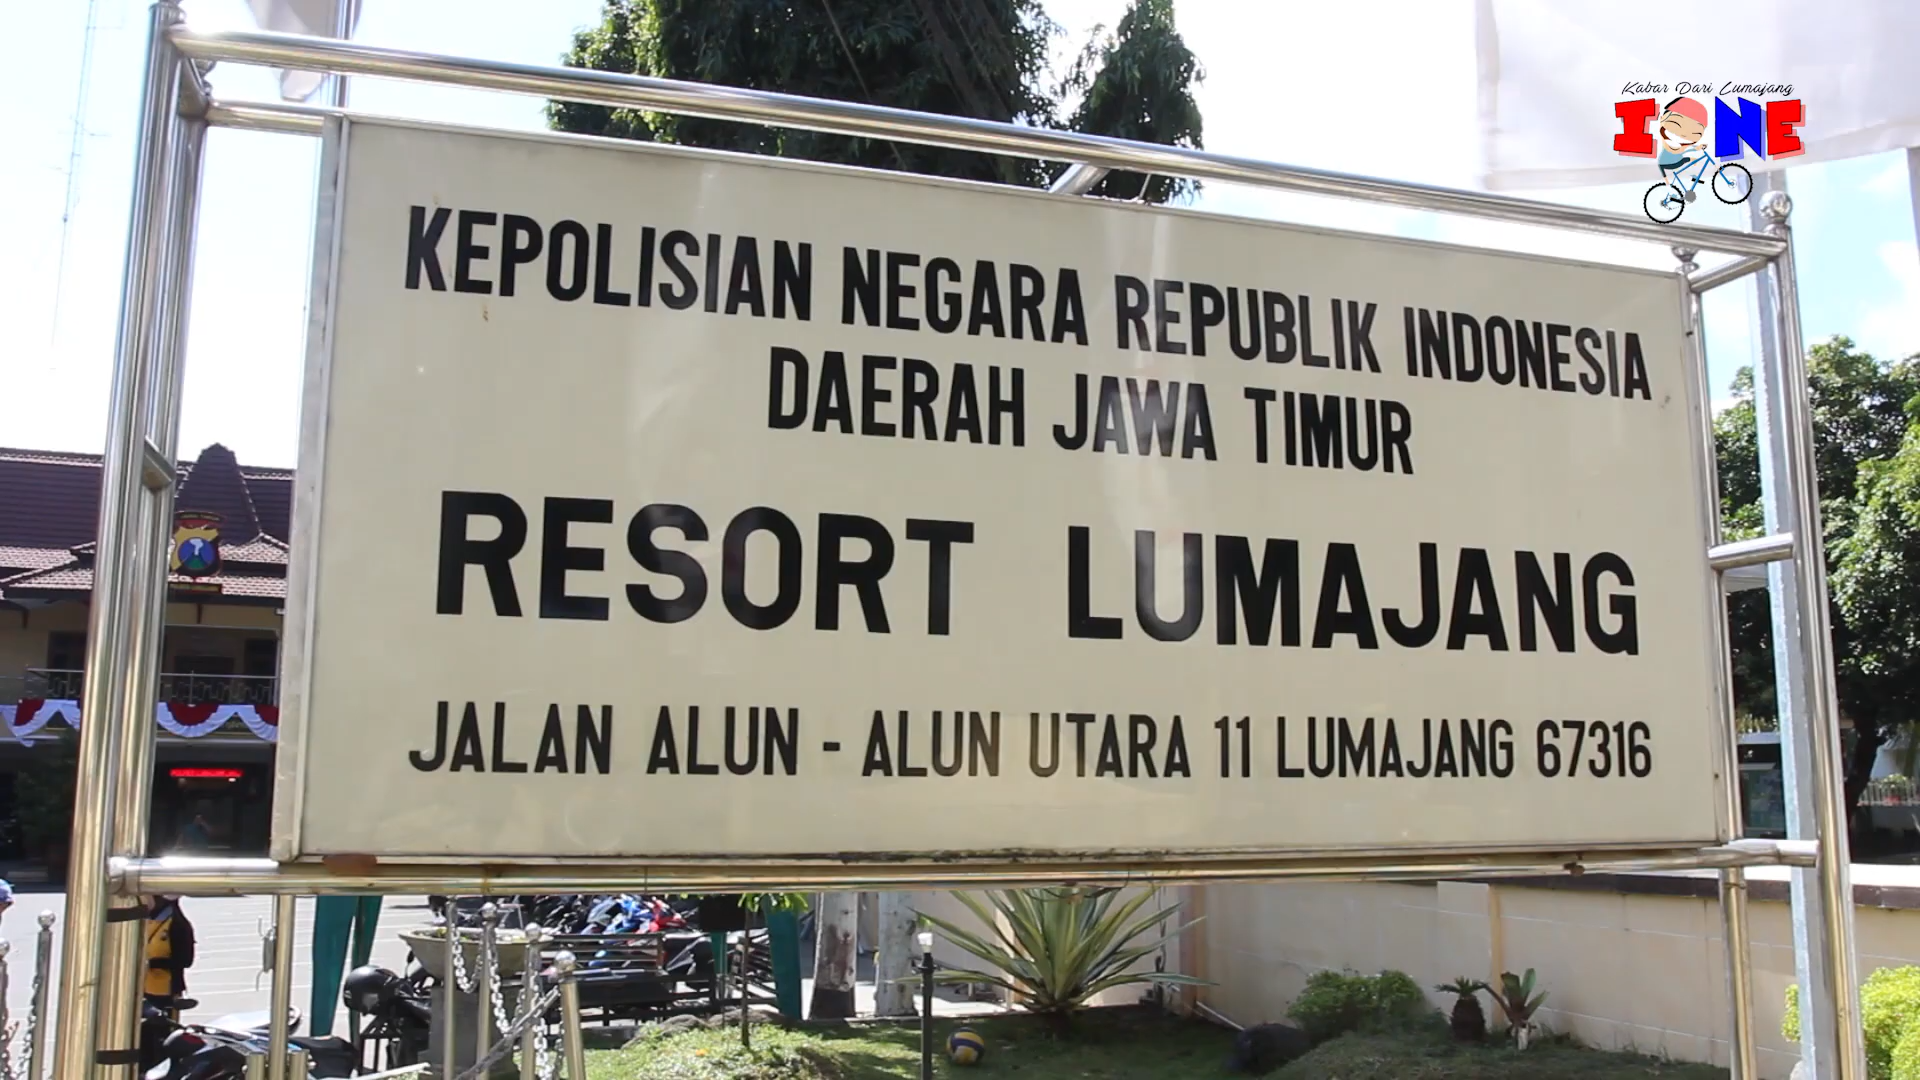 Kabar Dari Lumajang
IONE
KEPOLISIAN NEGARA REPUBLIK INDONESIA
DAERAH JAWA TIMUR
RESORT LUMAJANG
JALAN ALUN - ALUN UTARA 11 LUMAJANG 67316